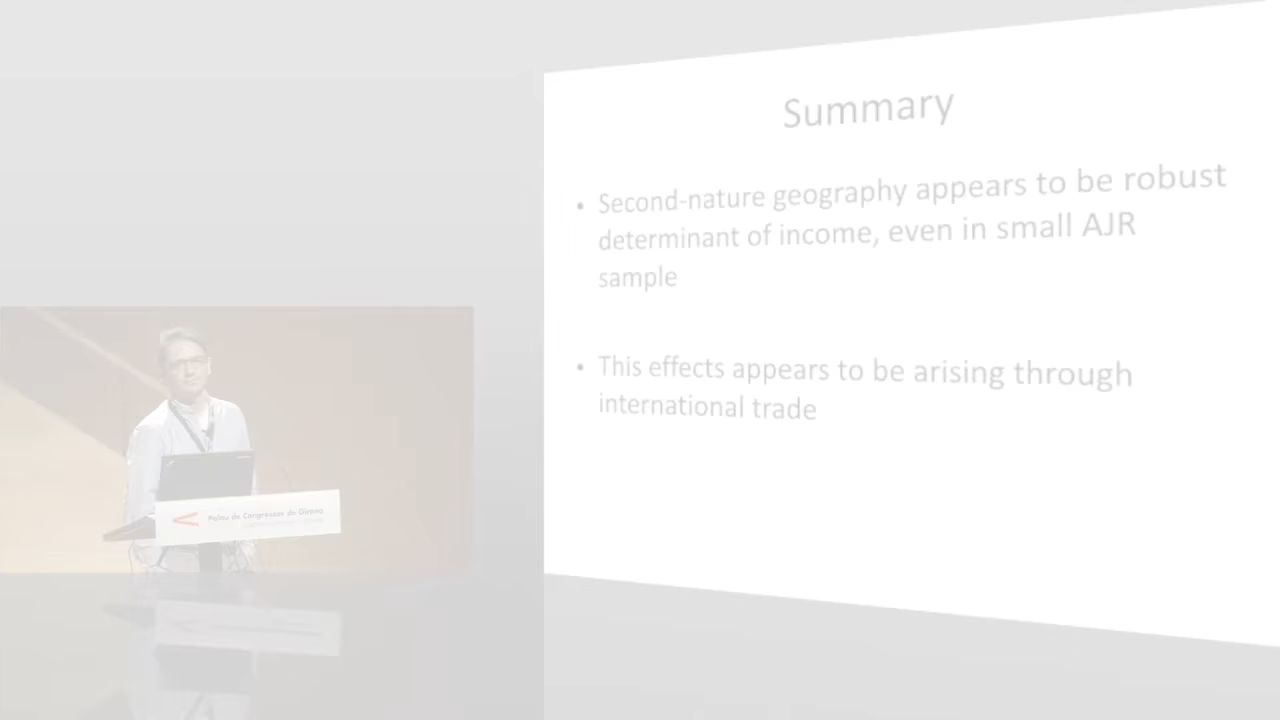 Summary
• Second-nature geography appears to be robust
determinant of income, even in small AJR
sample
• This effects appears to be arising through
international trade
Palau de Congressos de Girona